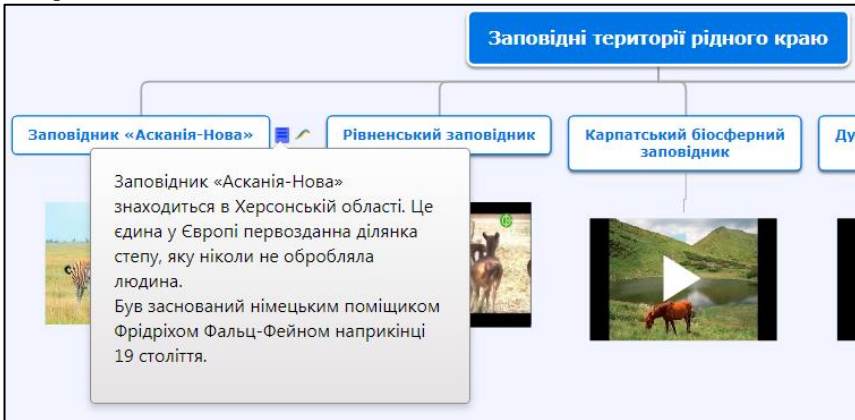 Заповідні території рідного краю
Заповідник «Асканія-Нова»
Рівненський заповідник
Карпатський біосферний
заповідник
Ду
Заповідник «Асканія-Нова»
знаходиться в Херсонській області. Це
єдина у Європі первозданна ділянка
степу, яку ніколи не обробляла
людина.
Був заснований німецьким поміщиком
Фрідріхом Фальц-Фейном наприкінці
19 століття.